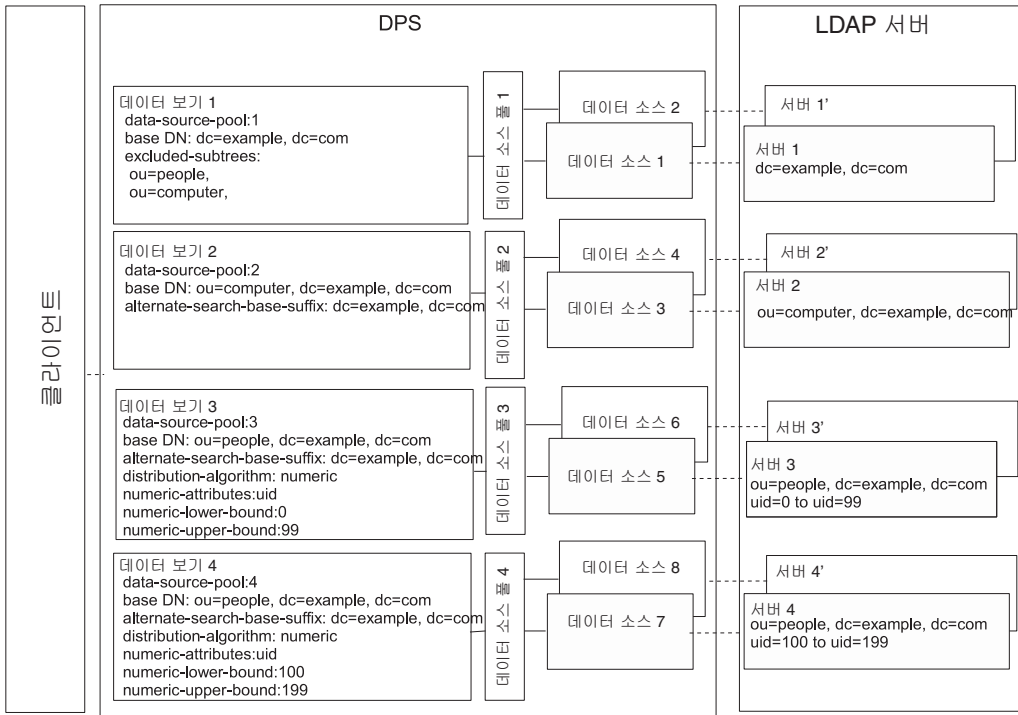 클라이언트
DPS
데이터 보기 1
data-source-pool:1
base DN: dc=example, dc=com
excluded-subtrees:
ou=people,
ou=computer,
데이터 소스 풀 1
데이터 소스 2
데이터 소스 1
데이터 보기 2
data-source-pool:2
base DN: ou=computer, dc=example, dc=com
alternate-search-base-suffix: dc=example, dc=com
데이터 소스 풀 2
데이터 소스 4
데이터 소스 3
데이터 보기 3
data-source-pool:3
base DN: ou=people, dc=example, dc=com
alternate-search-base-suffix: dc=example, dc=com
distribution-algorithm: numeric
numeric-attributes:uid
numeric-lower-bound:0
numeric-upper-bound:99
데이터 소스 풀 3
데이터 소스 6
데이터 소스 5
데이터 보기 4
data-source-pool:4
base DN: ou=people, dc=example, dc=com
alternate-search-base-suffix: dc=example, dc=com
distribution-algorithm: numeric
numeric-attributes:uid
numeric-lower-bound:100
numeric-upper-bound:199
데이터 소스 풀 4
데이터 소스 8
데이터 소스 7
LDAP 서버
서버 1’
서버 1
dc=example, dc=com
서버 2’
서버 2
ou=computer, dc=example, dc=com
서버 3’
서버 3
ou=people, dc=example, dc=com
uid=0 to uid=99
서버 4’
서버 4
ou=people, dc=example, dc=com
uid=100 to uid=199